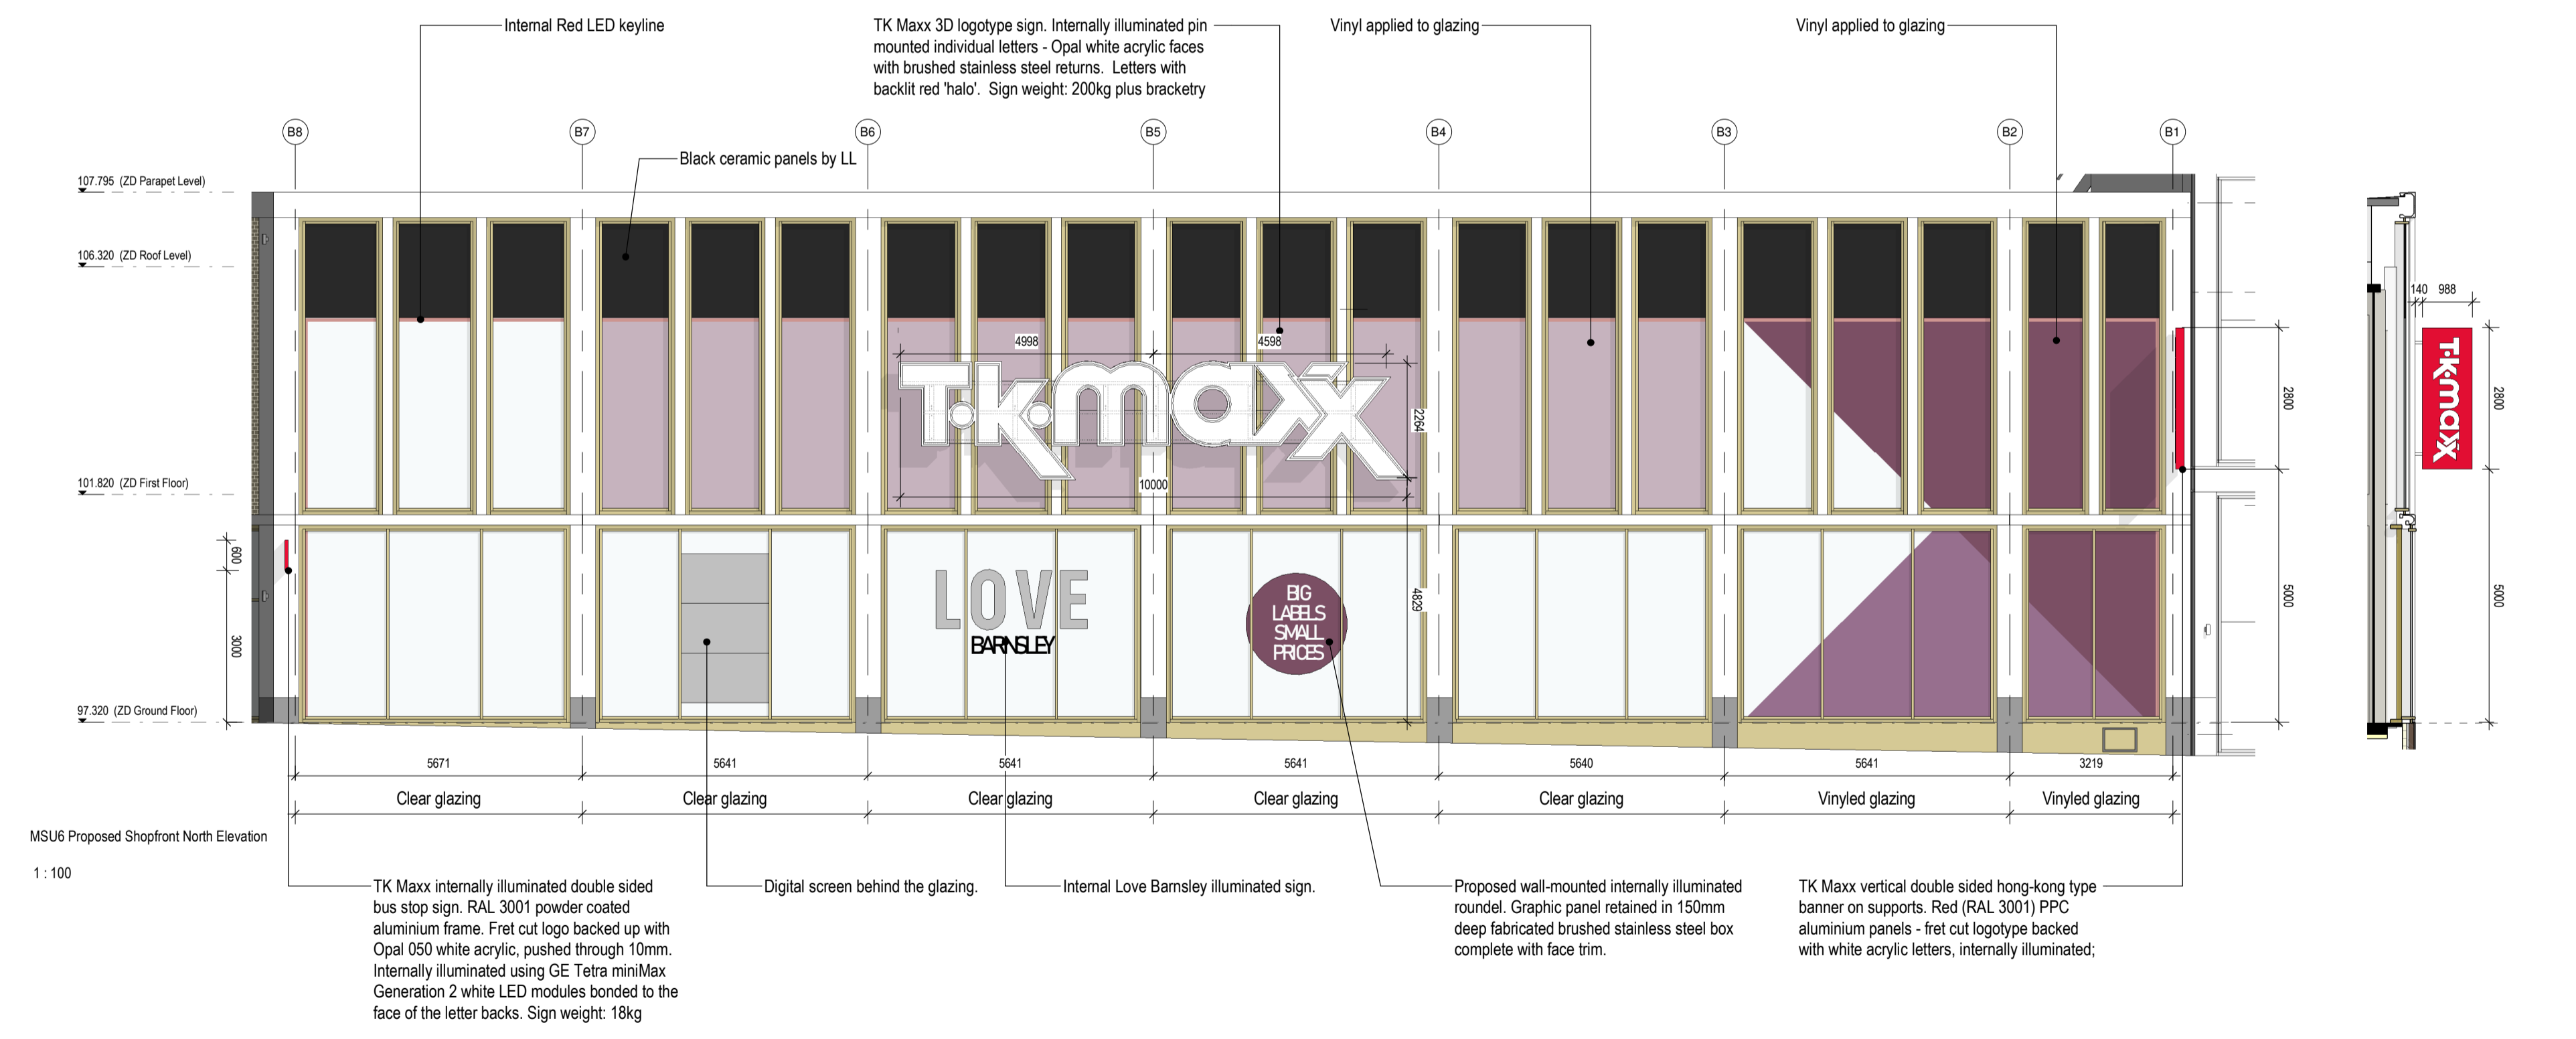 Internal Red LED keyline
TK Maxx 3D logotype sign. Internally illuminated pin
mounted individual letters - Opal white acrylic faces
with brushed stainless steel returns. Letters with
backlit red 'halo'. Sign weight: 200kg plus bracketry
Vinyl applied to glazing
Vinyl applied to glazing
B8
B7
B6
B5
B4
B3
B2
B1
Black ceramic panels by LL
107.795 (ZD Parapet Level)
106.320 (ZD Roof Level)
101.820 (ZD First Floor)
97.320 (ZD Ground Floor)
4998
4598
T·K·maxx
2264
10000
4829
600
3000
LOVE
BARNSLEY
BIG
LABELS
SMALL
PRICES
2800
5000
140
988
T·K·maxx
2800
5000
5671
5641
5641
5641
5640
5641
3219
Clear glazing
Clear glazing
Clear glazing
Clear glazing
Clear glazing
Vinyled glazing
Vinyled glazing
MSU6 Proposed Shopfront North Elevation
1 : 100
TK Maxx internally illuminated double sided
bus stop sign. RAL 3001 powder coated
aluminium frame. Fret cut logo backed up with
Opal 050 white acrylic, pushed through 10mm.
Internally illuminated using GE Tetra miniMax
Generation 2 white LED modules bonded to the
face of the letter backs. Sign weight: 18kg
Digital screen behind the glazing.
Internal Love Barnsley illuminated sign.
Proposed wall-mounted internally illuminated
roundel. Graphic panel retained in 150mm
deep fabricated brushed stainless steel box
complete with face trim.
TK Maxx vertical double sided hong-kong type
banner on supports. Red (RAL 3001) PPC
aluminium panels - fret cut logotype backed
with white acrylic letters, internally illuminated;